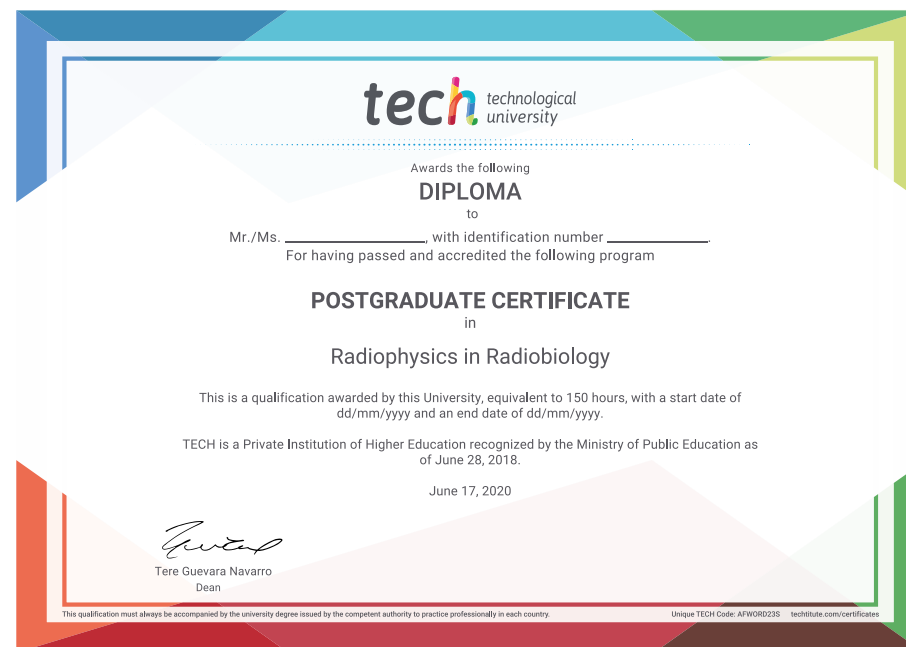 tech technological
university
Awards the following
DIPLOMA
to
Mr./Ms. ____________________, with identification number ______________.
For having passed and accredited the following program
POSTGRADUATE CERTIFICATE
in
Radiophysics in Radiobiology
This is a qualification awarded by this University, equivalent to 150 hours, with a start date of
dd/mm/yyyy and an end date of dd/mm/yyyy.
TECH is a Private Institution of Higher Education recognized by the Ministry of Public Education as
of June 28, 2018.
June 17, 2020
Tere Guevara Navarro
Dean
This qualification must always be accompanied by the university degree issued by the competent authority to practice professionally in each country. Unique TECH Code: AFWORD23S techtitute.com/certificates